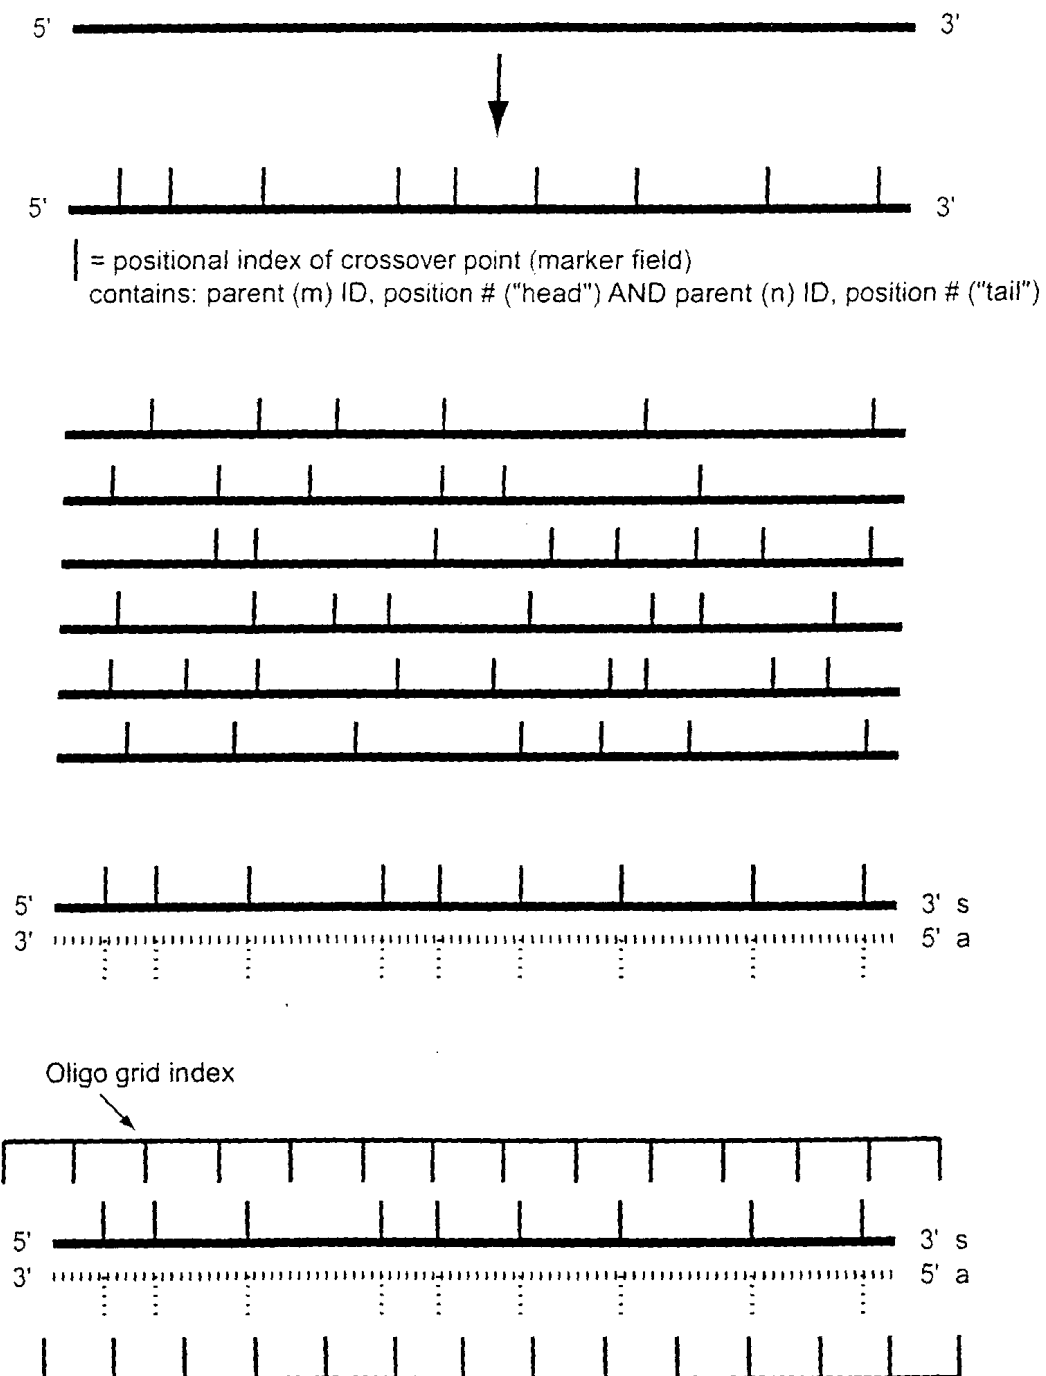 5' 3'
5' 3'
= positional index of crossover point (marker field)
contains: parent (m) ID, position # ("head") AND parent (n) ID, position # ("tail")
5' 3' s
3' 5' a
Oligo grid index
5' 3' s
3' 5' a